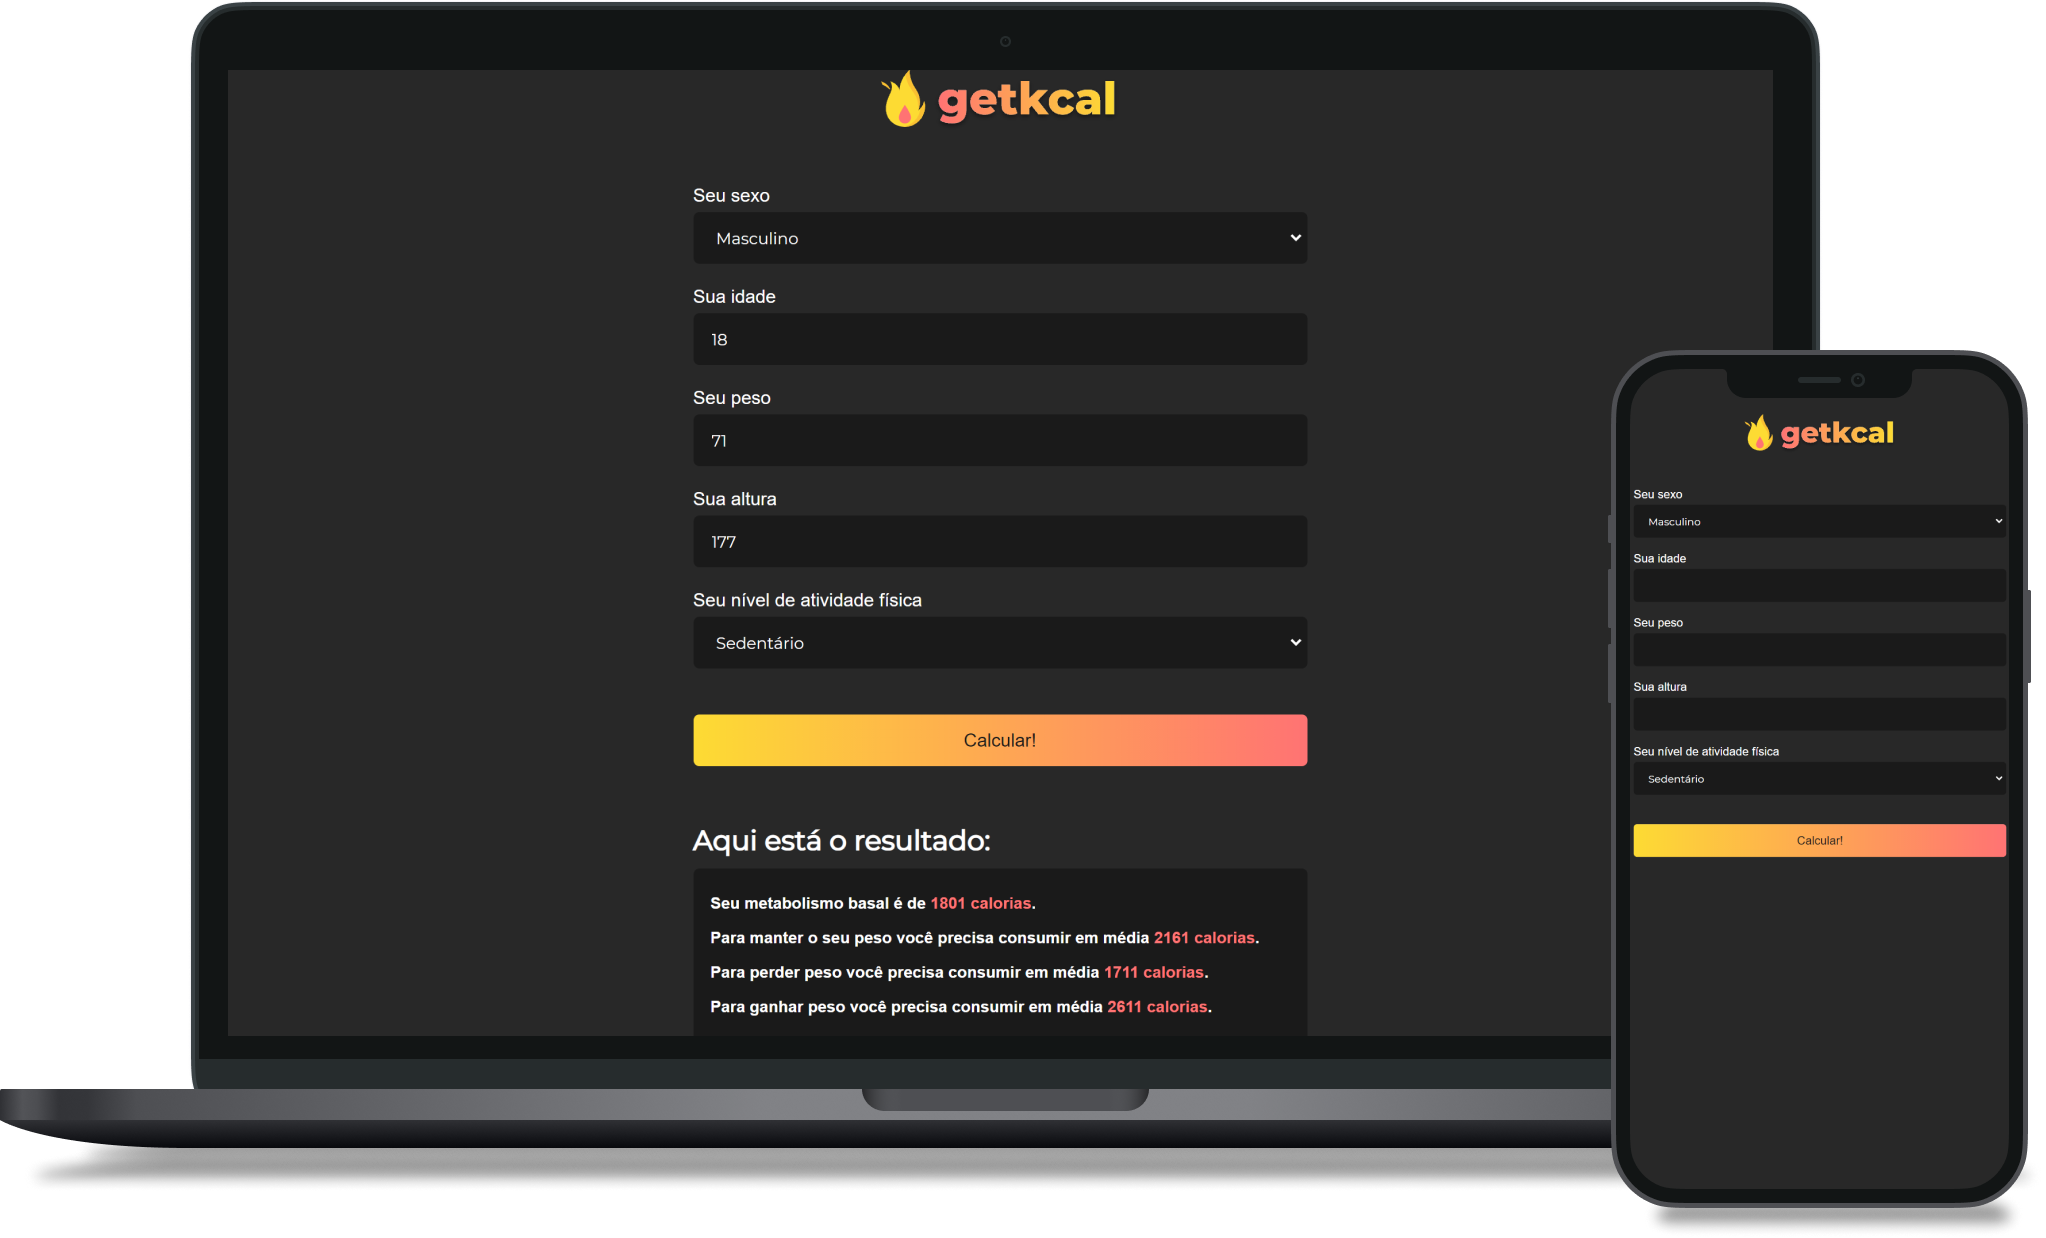 getkcal
Seu sexo
Masculino
Sua idade
18
Seu peso
71
Sua altura
177
Seu nível de atividade física
Sedentário
Calcular!
Aqui está o resultado:
Seu metabolismo basal é de 1801 calorias.
Para manter o seu peso você precisa consumir em média 2161 calorias.
Para perder peso você precisa consumir em média 1711 calorias.
Para ganhar peso você precisa consumir em média 2611 calorias.
getkcal
Seu sexo
Masculino
Sua idade
Seu peso
Sua altura
Seu nível de atividade física
Sedentário
Calcular!